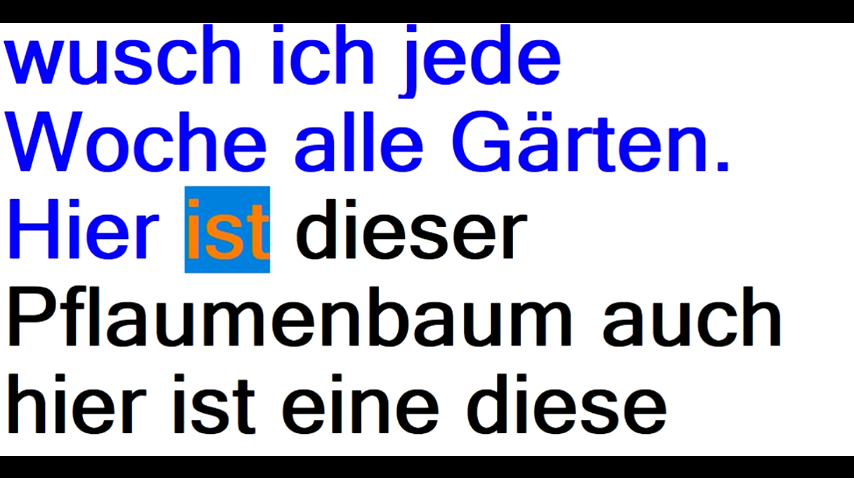 wusch ich jede
Woche alle Gärten.
Hier ist dieser
Pflaumenbaum auch
hier ist eine diese